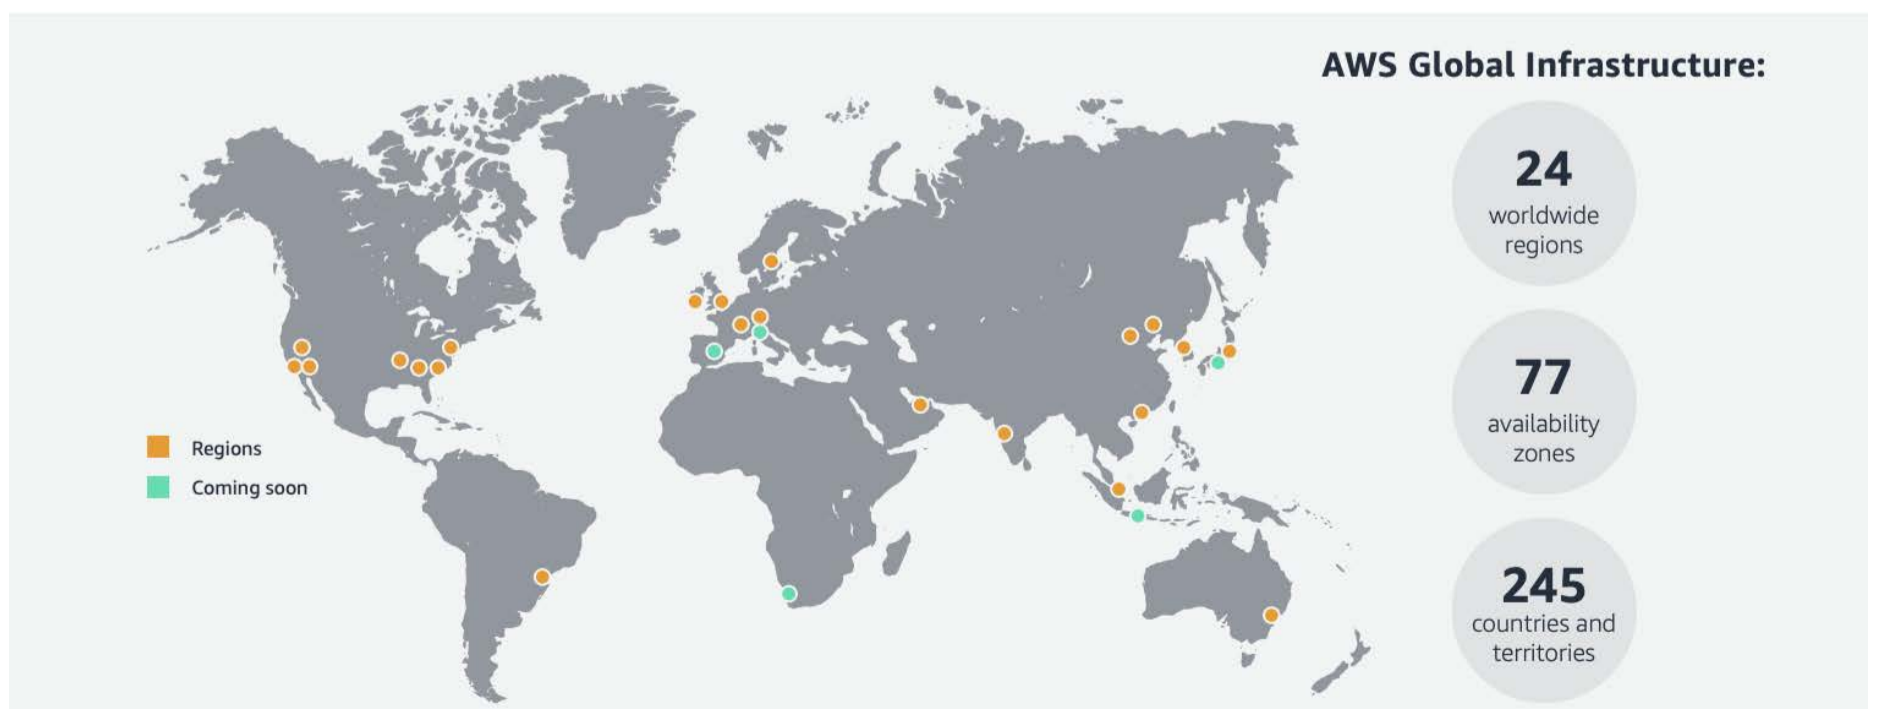 AWS Global Infrastructure:
24
worldwide
regions
77
availability
zones
245
countries and
territories
Regions
Coming soon